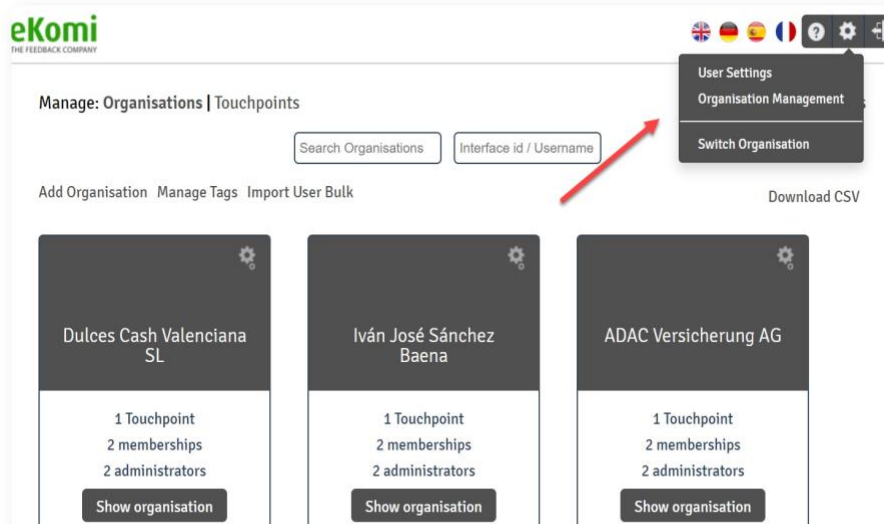 eKomi
THE FEEDBACK COMPANY
User Settings
Organisation Management
Switch Organisation
Manage: Organisations | Touchpoints
Search Organisations
Interface id / Username
Add Organisation Manage Tags Import User Bulk
Download CSV
Dulces Cash Valenciana
SL
1 Touchpoint
2 memberships
2 administrators
Show organisation
Iván José Sánchez
Baena
1 Touchpoint
2 memberships
2 administrators
Show organisation
ADAC Versicherung AG
1 Touchpoint
2 memberships
2 administrators
Show organisation